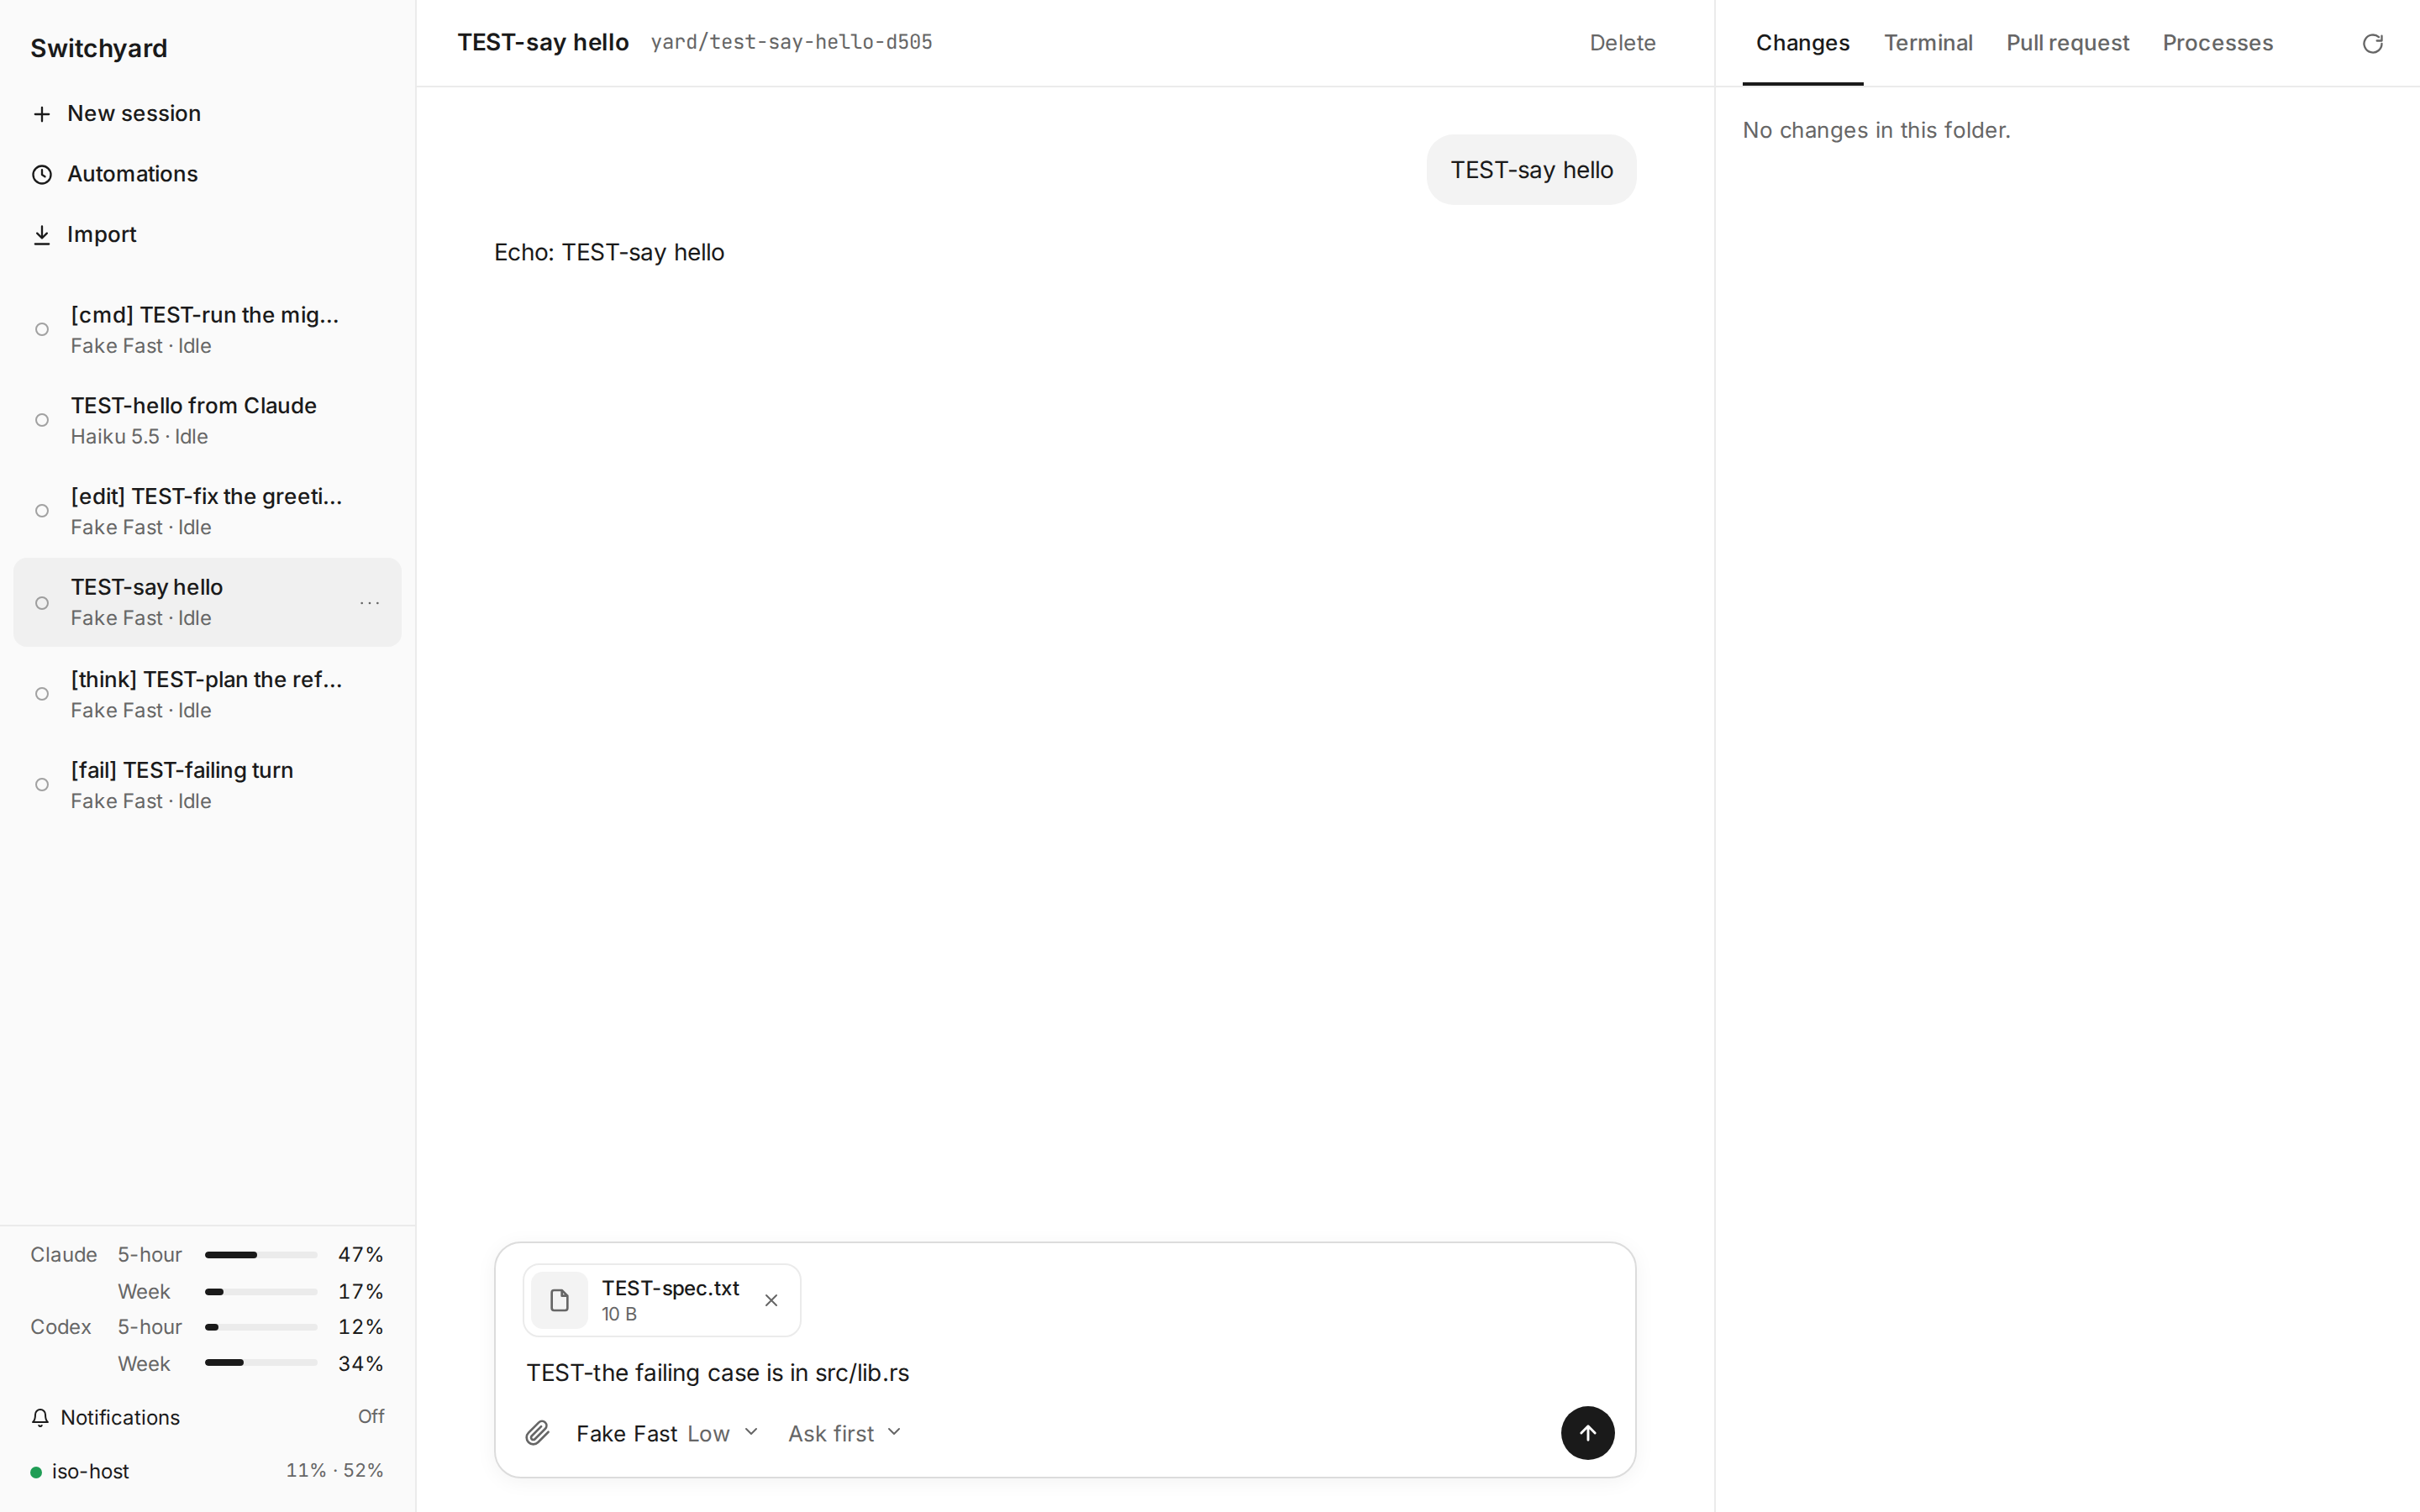 Switchyard
New session
Automations
Import
[cmd] TEST-run the mig...
Fake Fast · Idle
TEST-hello from Claude
Haiku 5.5 · Idle
[edit] TEST-fix the greeti...
Fake Fast · Idle
TEST-say hello
Fake Fast · Idle
[think] TEST-plan the ref...
Fake Fast · Idle
[fail] TEST-failing turn
Fake Fast · Idle
Claude 5-hour 47%
Week 17%
Codex 5-hour 12%
Week 34%
Notifications Off
iso-host 11% · 52%
TEST-say hello yard/test-say-hello-d505 Delete
TEST-say hello
Echo: TEST-say hello
TEST-spec.txt
10 B
TEST-the failing case is in src/lib.rs
Fake Fast Low Ask first
Changes Terminal Pull request Processes
No changes in this folder.